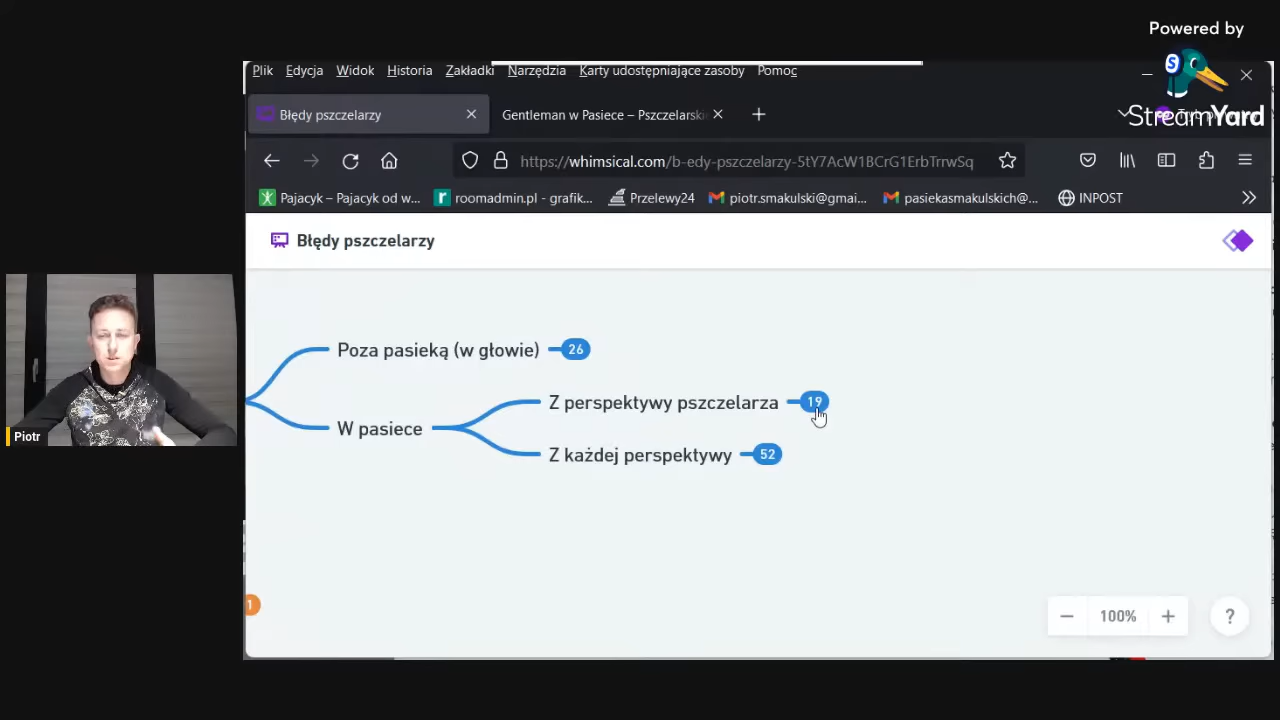 Powered by
StreamYard
Plik Edycja Widok Historia Zakładki Narzędzia Karty udostępniające zasoby Pomoc
Błędy pszczelarzy
Gentleman w Pasiece – Pszczelarski
https://whimsical.com/b-edy-pszczelarzy-5tY7AcW1BCrG1ErbTrrwSq
Pajacyk – Pajacyk od w... roomadmin.pl - grafik... Przelewy24 piotr.smakulski@gmai... pasiekasmakulskich@... INPOST
Błędy pszczelarzy
Poza pasieką (w głowie) 26
Z perspektywy pszczelarza 19
W pasiece
Z każdej perspektywy 52
Piotr
1
100%
?